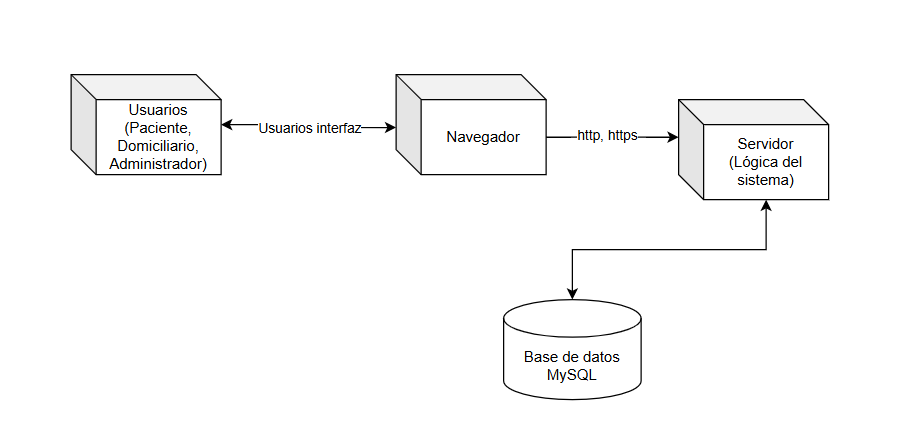 Usuarios
(Paciente,
Domiciliario,
Administrador)
Usuarios interfaz
Navegador
http, https
Servidor
(Lógica del
sistema)
Base de datos
MySQL